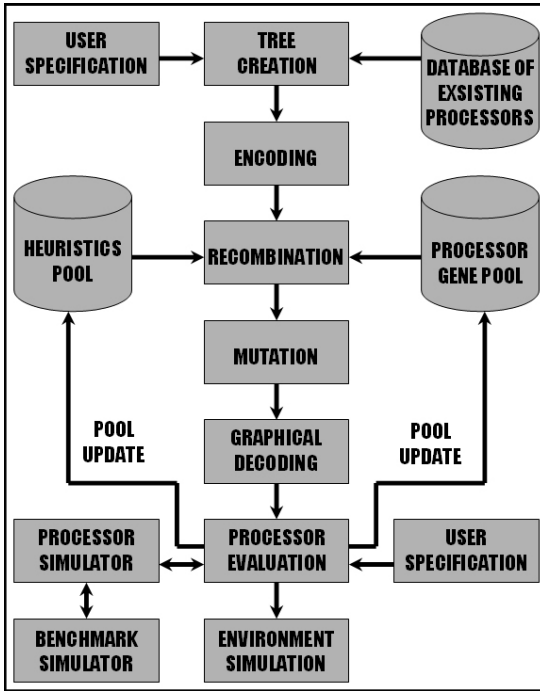 USER
SPECIFICATION
TREE
CREATION
DATABASE OF
EXSISTING
PROCESSORS
ENCODING
HEURISTICS
POOL
RECOMBINATION
PROCESSOR
GENE POOL
MUTATION
POOL
UPDATE
GRAPHICAL
DECODING
POOL
UPDATE
PROCESSOR
SIMULATOR
PROCESSOR
EVALUATION
USER
SPECIFICATION
BENCHMARK
SIMULATOR
ENVIRONMENT
SIMULATION